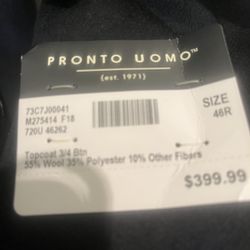 PRONTO UOMO™
(est. 1971)
73C7J00041
M275414 F18
720U 46262
SIZE
46R
Topcoat 3/4 Btn
55% Wool 35% Polyester 10% Other Fibers
$399.99